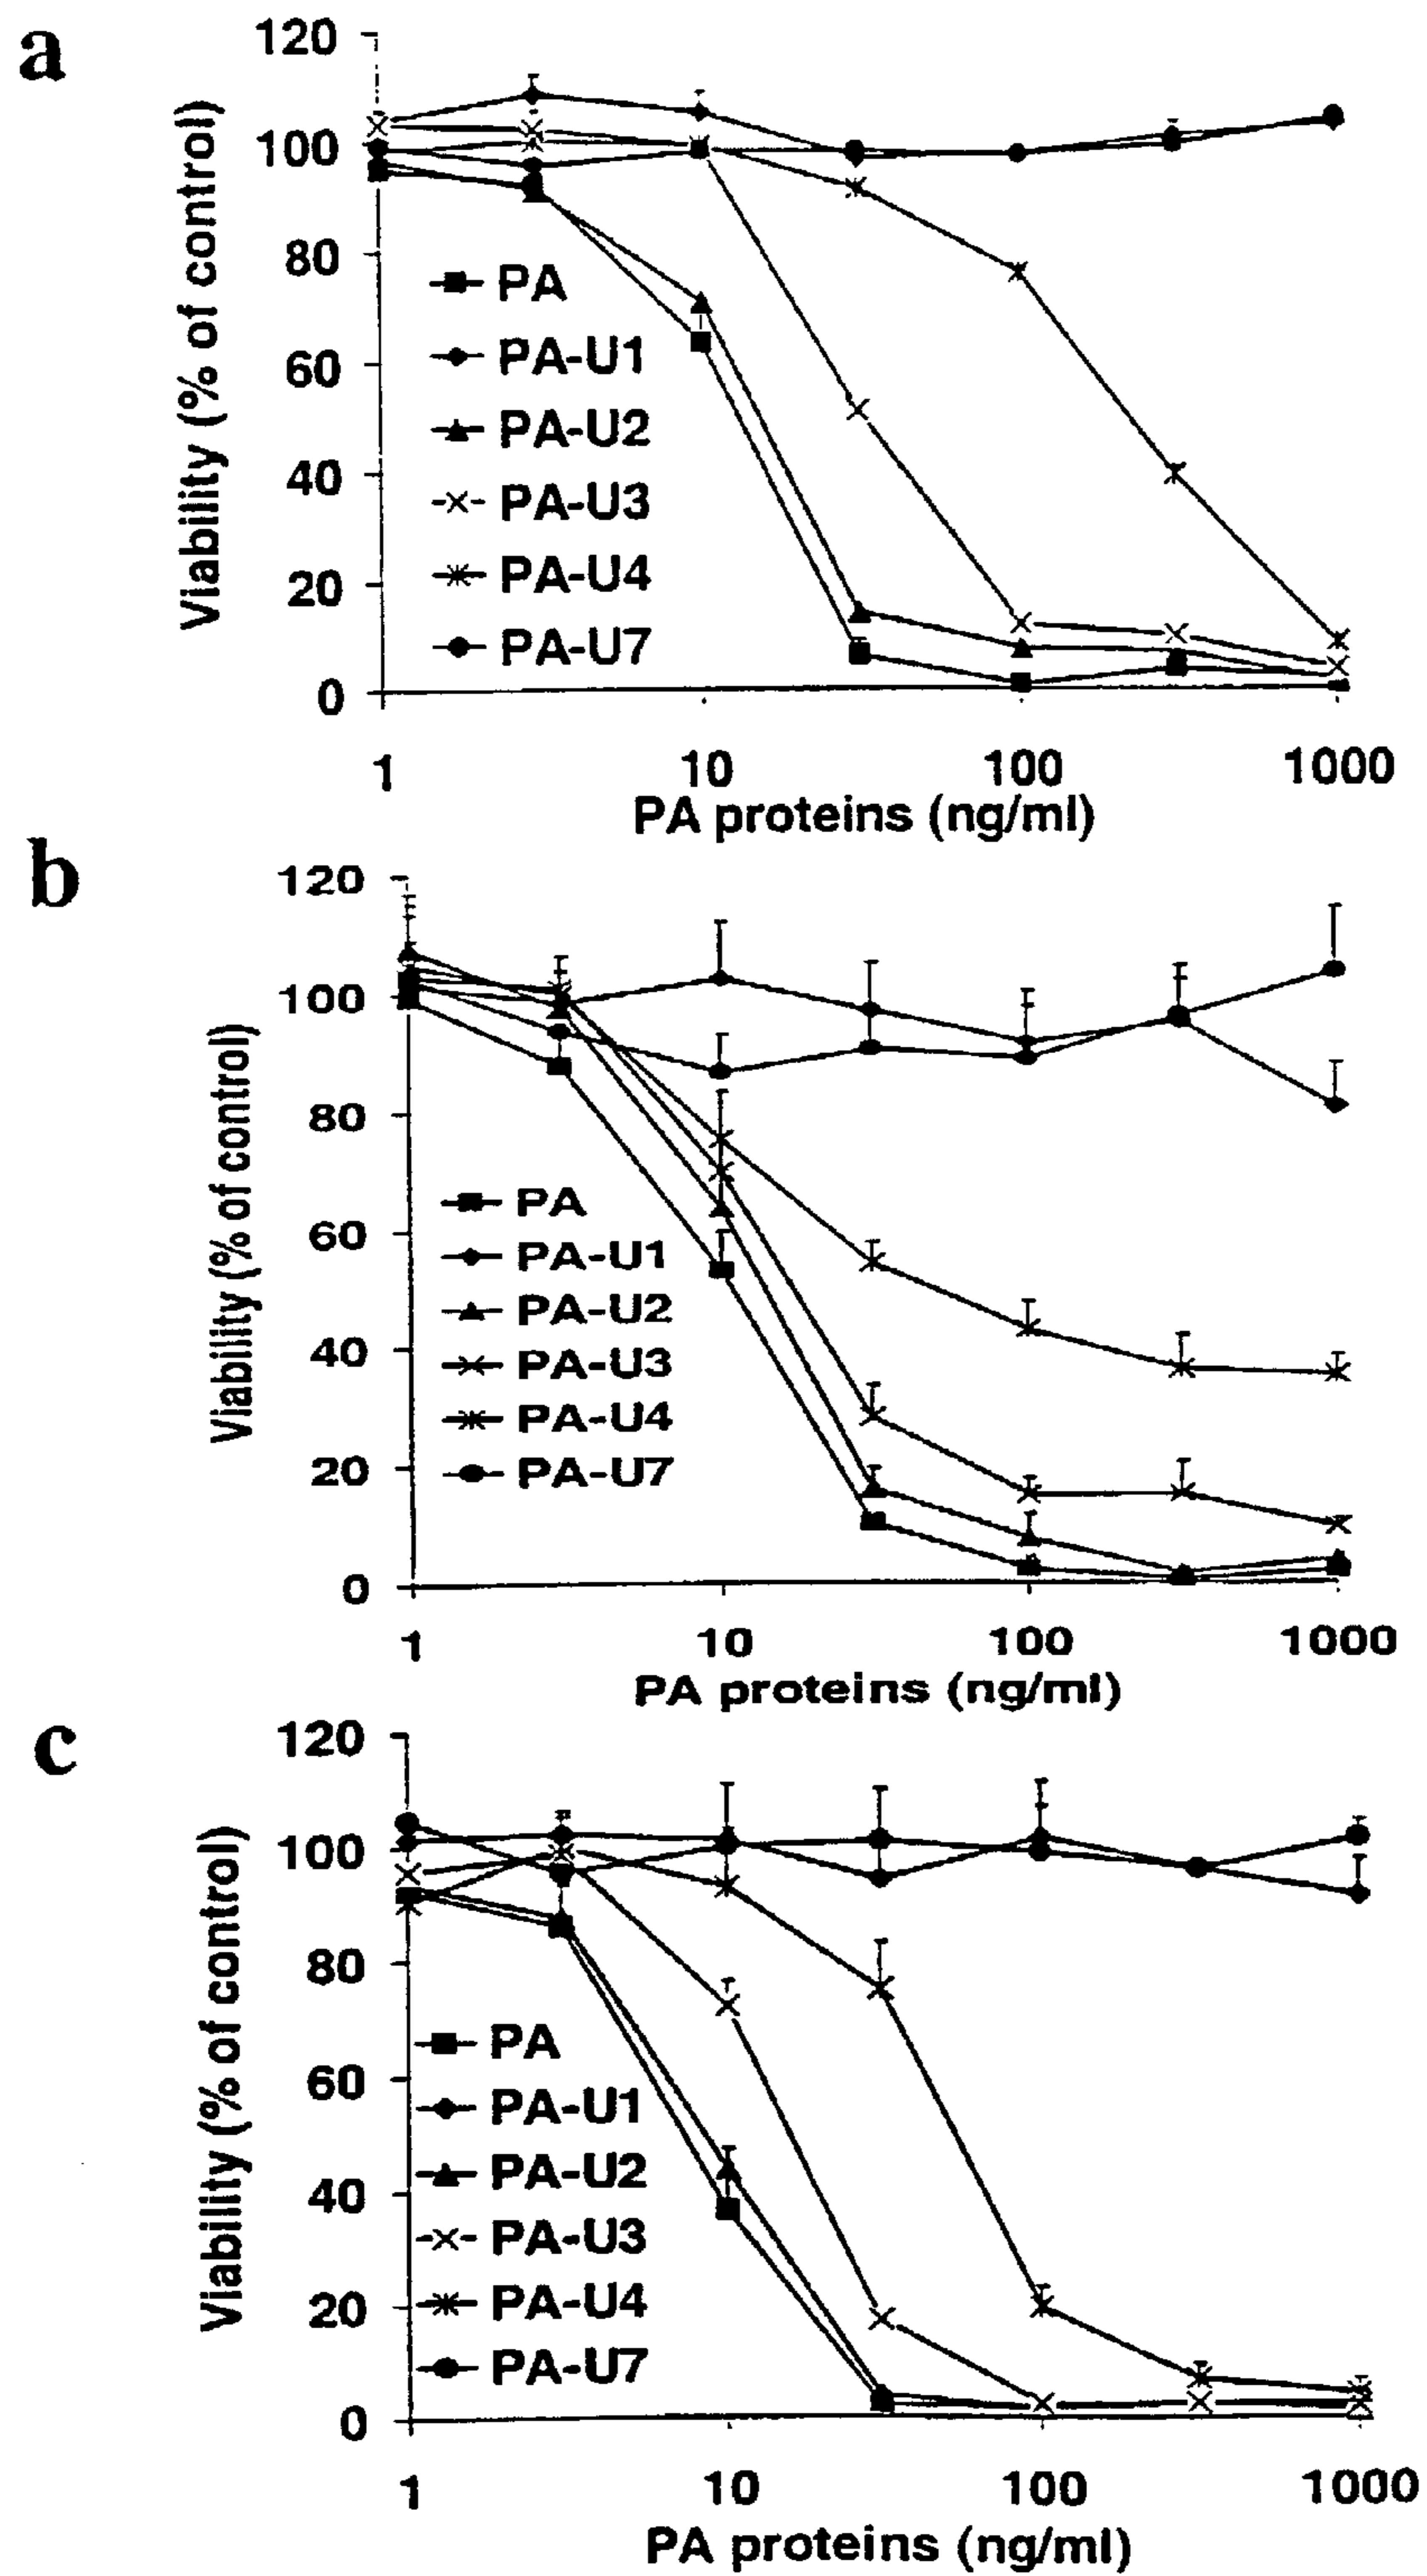 a
120
100
80
60
40
20
0
Viability (% of control)
PA
PA-U1
PA-U2
PA-U3
PA-U4
PA-U7
1 10 100 1000
PA proteins (ng/ml)
b
120
100
80
60
40
20
0
Viability (% of control)
PA
PA-U1
PA-U2
PA-U3
PA-U4
PA-U7
1 10 100 1000
PA proteins (ng/ml)
c
120
100
80
60
40
20
0
Viability (% of control)
PA
PA-U1
PA-U2
PA-U3
PA-U4
PA-U7
1 10 100 1000
PA proteins (ng/ml)